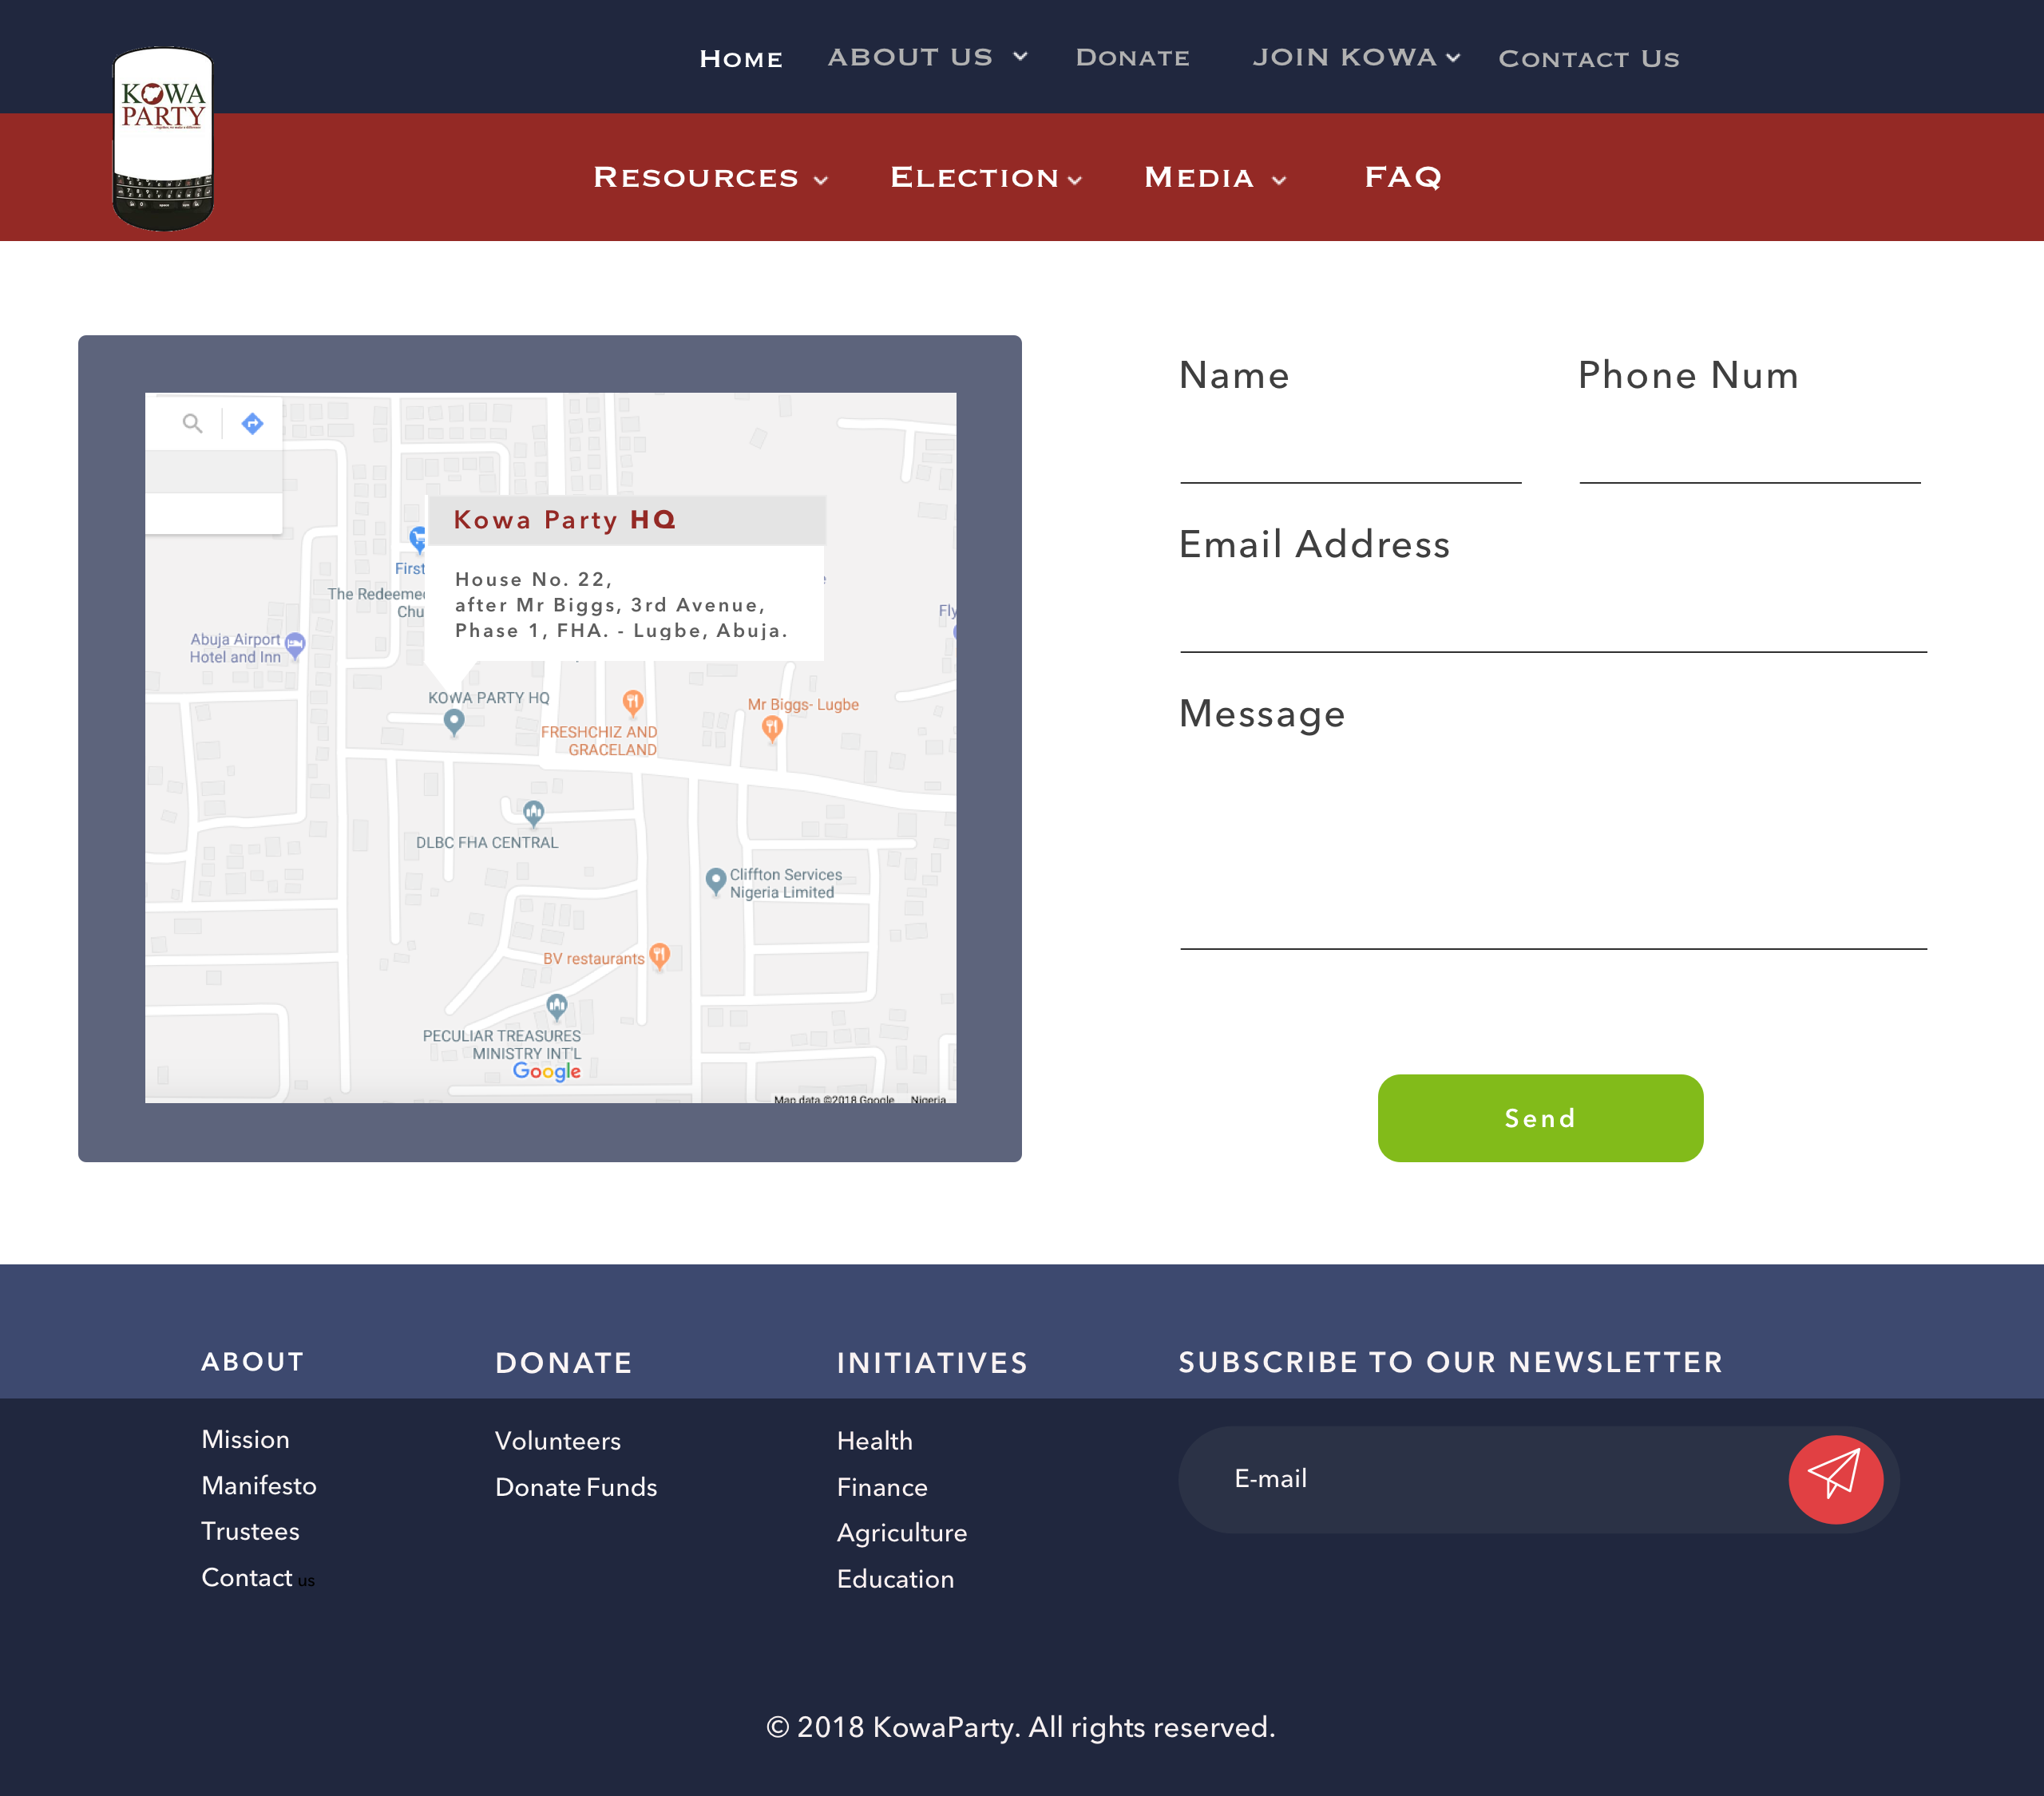 HOME ABOUT US DONATE JOIN KOWA CONTACT US
KOWA
PARTY
RESOURCES ELECTION MEDIA FAQ
Name Phone Num
Kowa Party HQ
Email Address
First
House No. 22,
The Redeemed
after Mr Biggs, 3rd Avenue,
Chu
Fly
Phase 1, FHA. - Lugbe, Abuja.
Abuja Airport
Hotel and Inn
KOWA PARTY HQ
Mr Biggs- Lugbe
Message
FRESHCHIZ AND
GRACELAND
DLBC FHA CENTRAL
Cliffton Services
Nigeria Limited
BV restaurants
PECULIAR TREASURES
MINISTRY INT'L
Google
Map data ©2018 Google Nigeria
Send
ABOUT DONATE INITIATIVES SUBSCRIBE TO OUR NEWSLETTER
Mission Volunteers Health
Manifesto Donate Funds Finance E-mail
Trustees Agriculture
Contact us Education
© 2018 KowaParty. All rights reserved.